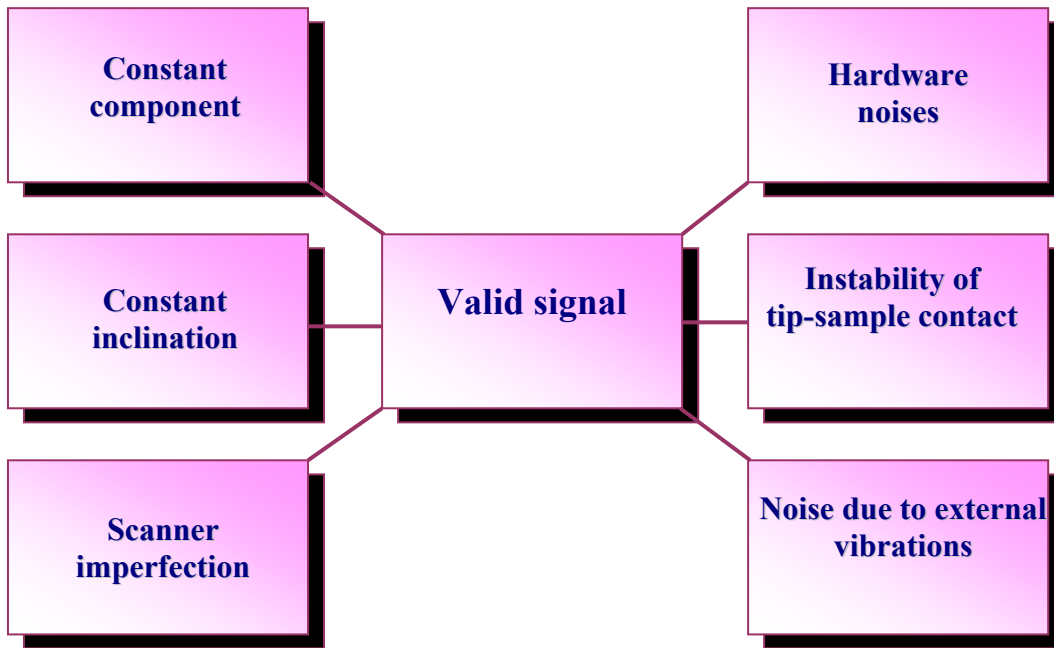 Constant
component
Hardware
noises
Constant
inclination
Valid signal
Instability of
tip-sample contact
Scanner
imperfection
Noise due to external
vibrations